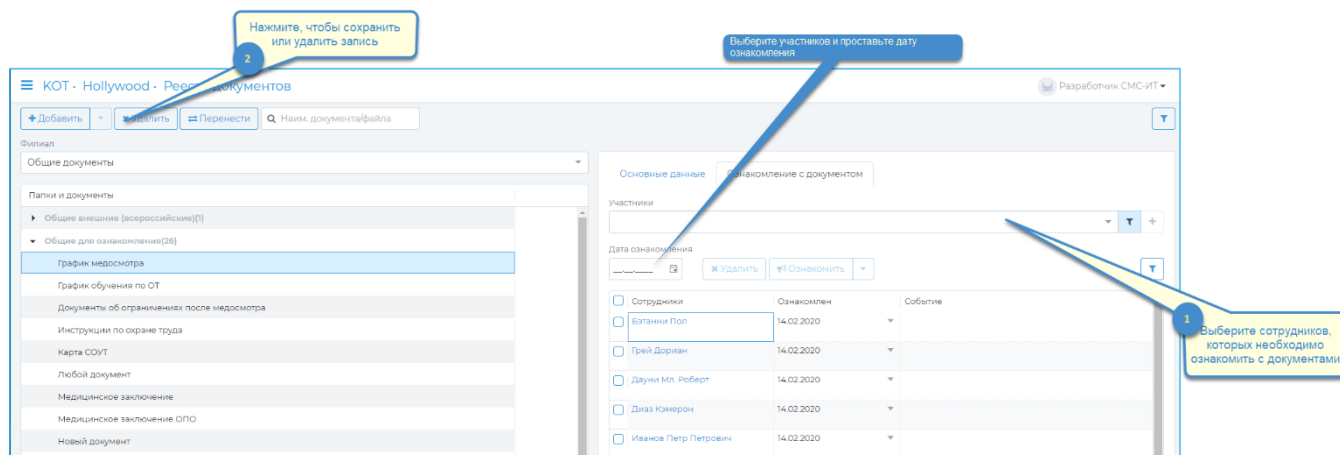 Нажмите, чтобы сохранить
или удалить запись
2
Выберите участников и проставьте дату
ознакомления
КОТ · Hollywood · Реес документов
Разработчик СМС-ИТ
Добавить
Удалить
Перенести
Наим. документа/файла
Филиал
Общие документы
Папки и документы
Общие внешние (всероссийские)(1)
Общие для ознакомления(26)
График медосмотра
График обучения по ОТ
Документы об ограничениях после медосмотра
Инструкции по охране труда
Карта СОУТ
Любой документ
Медицинское заключение
Медицинское заключение ОПО
Новый документ
Основные данные
Ознакомление с документом
Участники
Дата ознакомления
__.__.____
Удалить
Ознакомить
Сотрудники Ознакомлен Событие
Бэтанни Пол 14.02.2020
Грей Дориан 14.02.2020
Дауни Мл. Роберт 14.02.2020
Диаз Кэмерон 14.02.2020
Иванов Петр Петрович 14.02.2020
1
Выберите сотрудников,
которых необходимо
ознакомить с документами